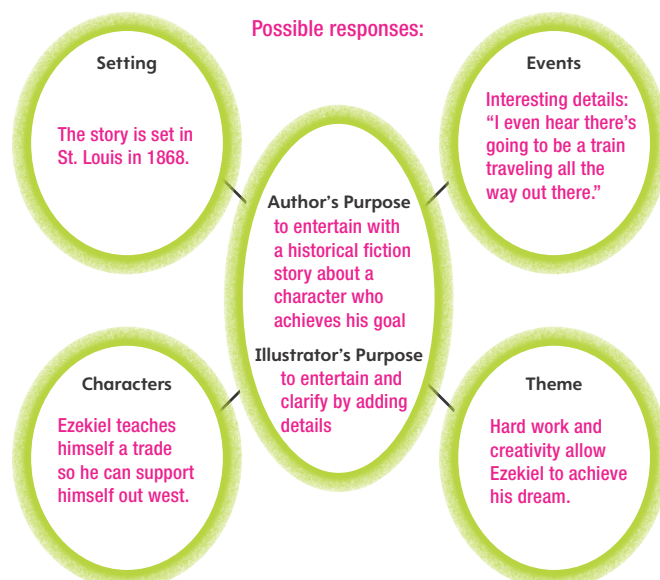 Possible responses:
Setting
The story is set in
St. Louis in 1868.
Events
Interesting details:
“I even hear there’s
going to be a train
traveling all the
way out there.”
Author’s Purpose
to entertain with
a historical fiction
story about a
character who
achieves his goal
Illustrator’s Purpose
to entertain and
clarify by adding
details
Characters
Ezekiel teaches
himself a trade
so he can support
himself out west.
Theme
Hard work and
creativity allow
Ezekiel to achieve
his dream.